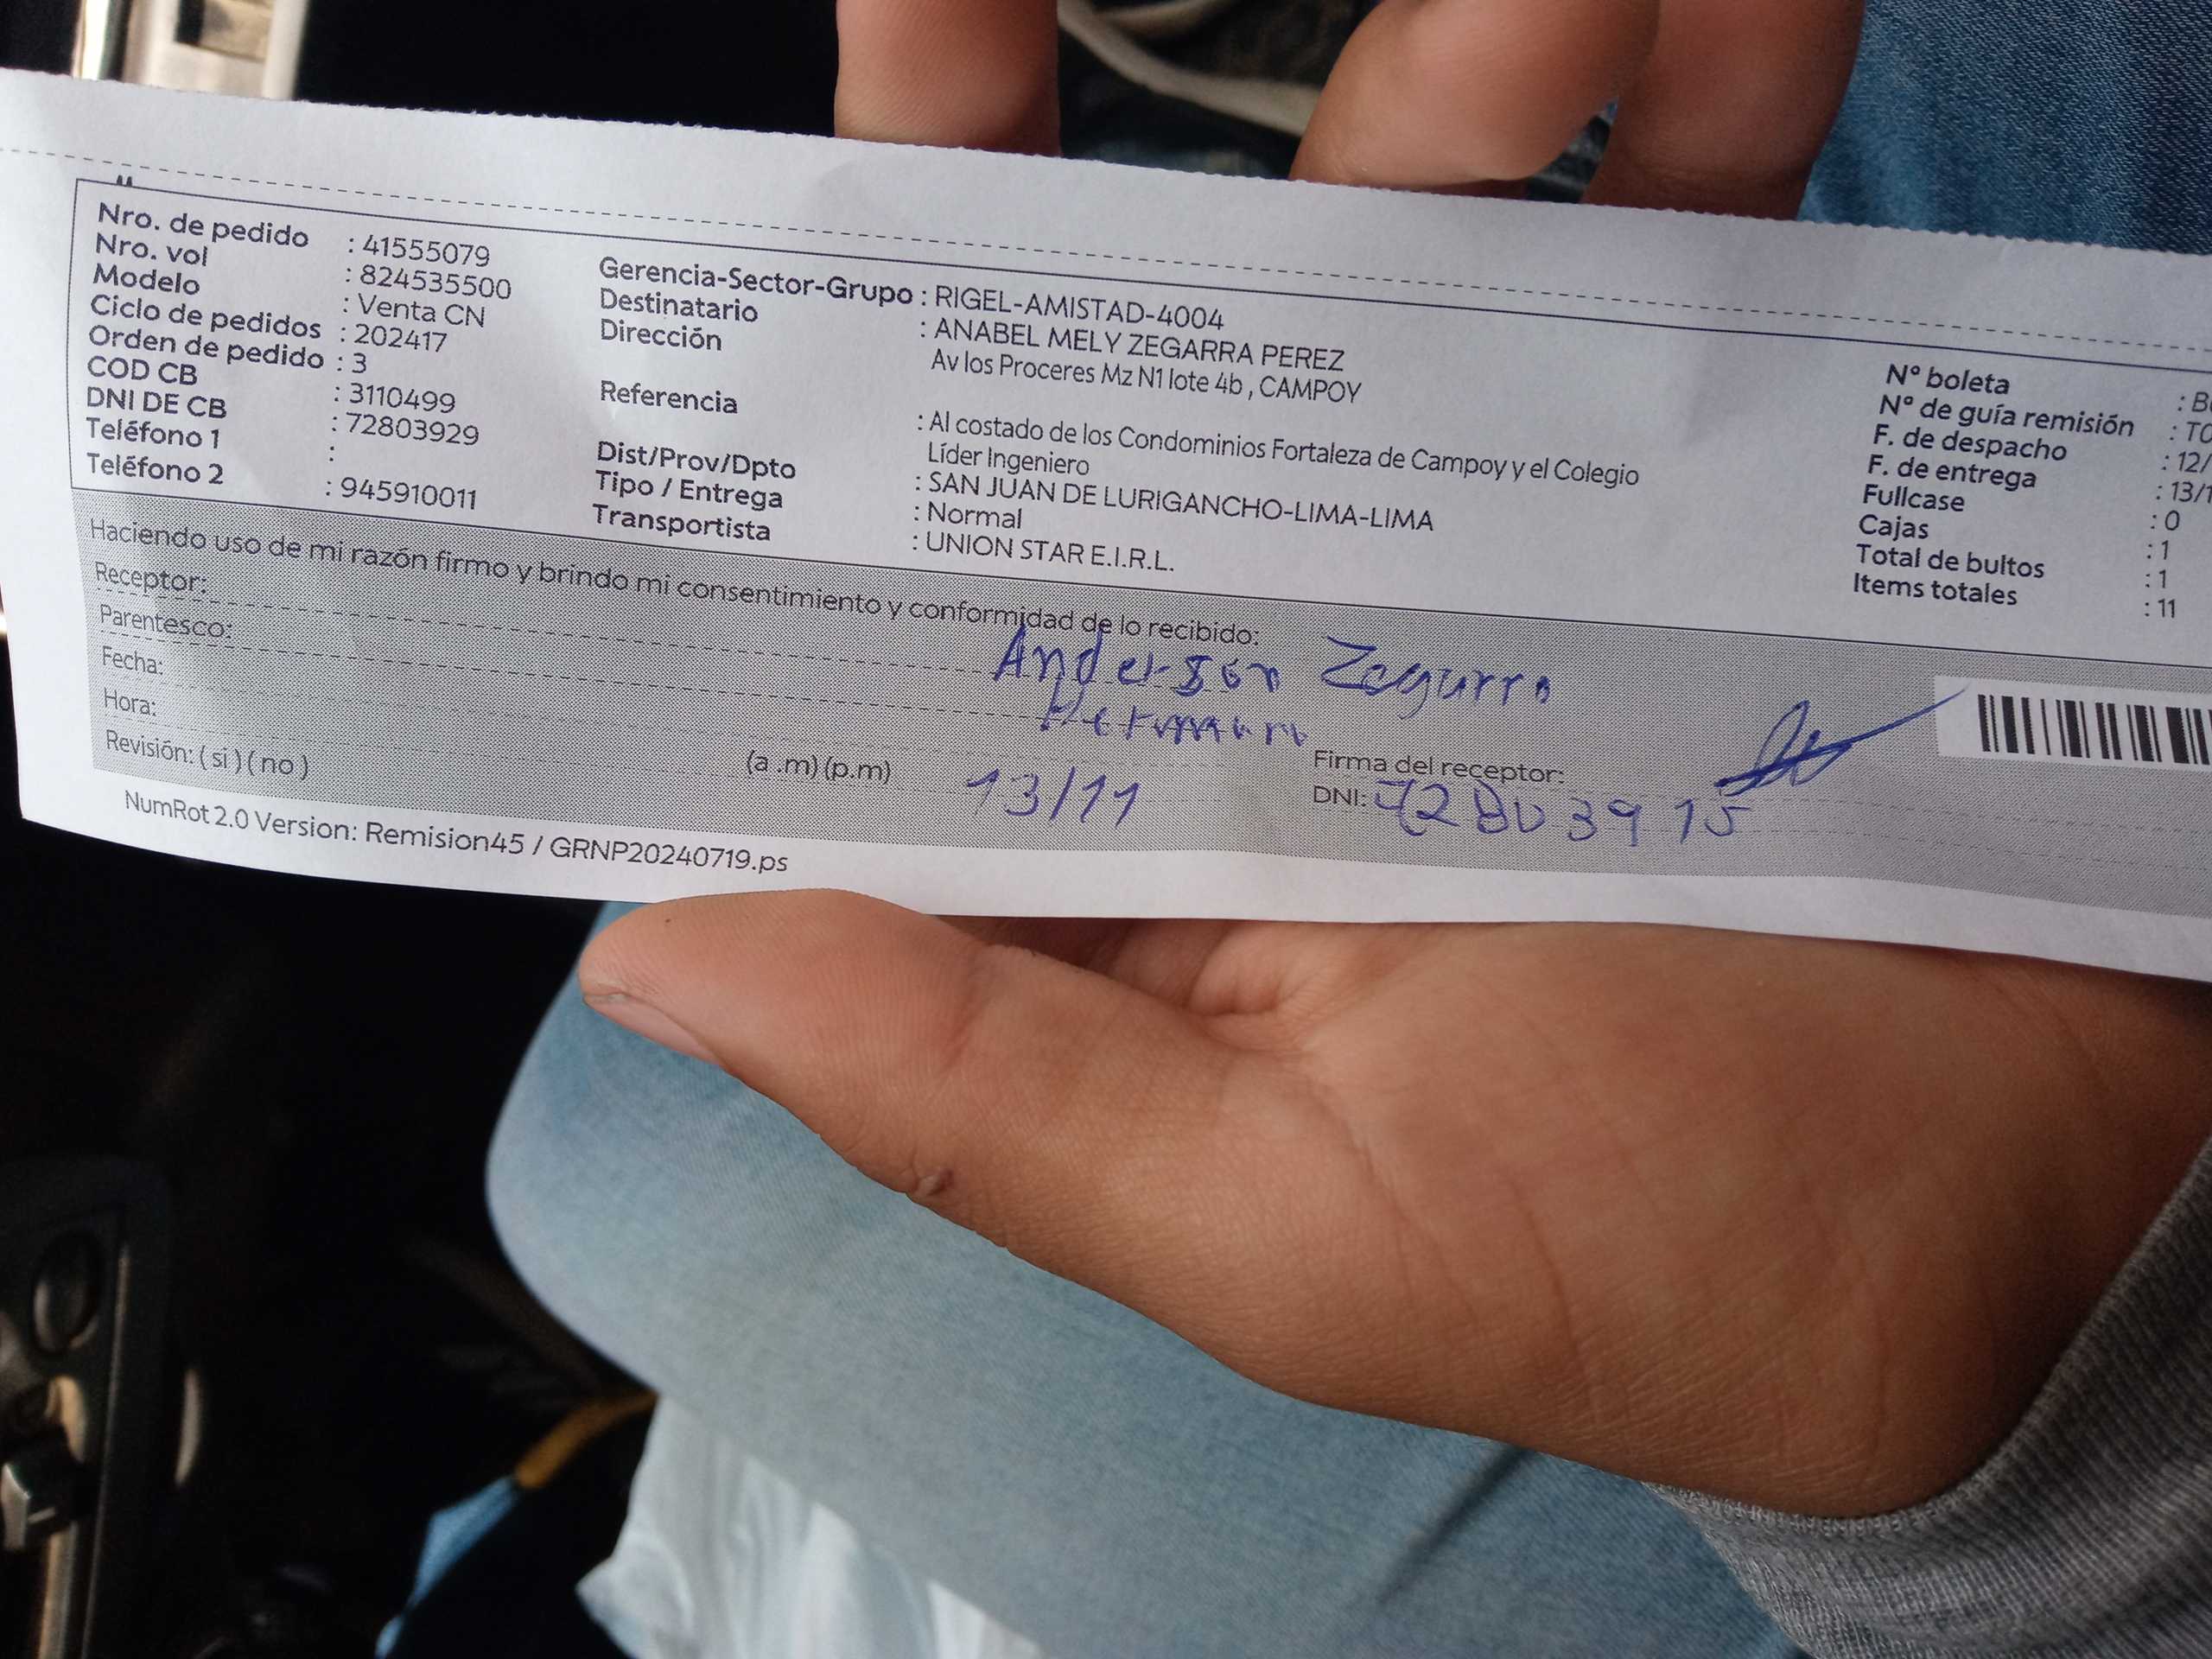 Nro. de pedido : 41555079
Nro. vol : 824535500
Modelo : Venta CN
Ciclo de pedidos : 202417
Orden de pedido : 3
COD CB : 3110499
DNI DE CB : 72803929
Teléfono 1 :
Teléfono 2 : 945910011
Gerencia-Sector-Grupo : RIGEL-AMISTAD-4004
Destinatario : ANABEL MELY ZEGARRA PEREZ
Dirección Av los Proceres Mz N1 lote 4b , CAMPOY
Referencia : Al costado de los Condominios Fortaleza de Campoy y el Colegio
Líder Ingeniero
Dist/Prov/Dpto : SAN JUAN DE LURIGANCHO-LIMA-LIMA
Tipo / Entrega : Normal
Transportista : UNION STAR E.I.R.L.
N° boleta : B
N° de guía remisión : T0
F. de despacho : 12/
F. de entrega : 13/1
Fullcase : 0
Cajas : 1
Total de bultos : 1
Items totales : 11
Haciendo uso de mi razón firmo y brindo mi consentimiento y conformidad de lo recibido:
Receptor: Anderson Zegarra
Parentesco: Hermano
Fecha: 13/11
Hora: (a .m) (p.m)
Revisión: ( si ) ( no )
Firma del receptor:
DNI: 72803915
NumRot 2.0 Version: Remision45 / GRNP20240719.ps